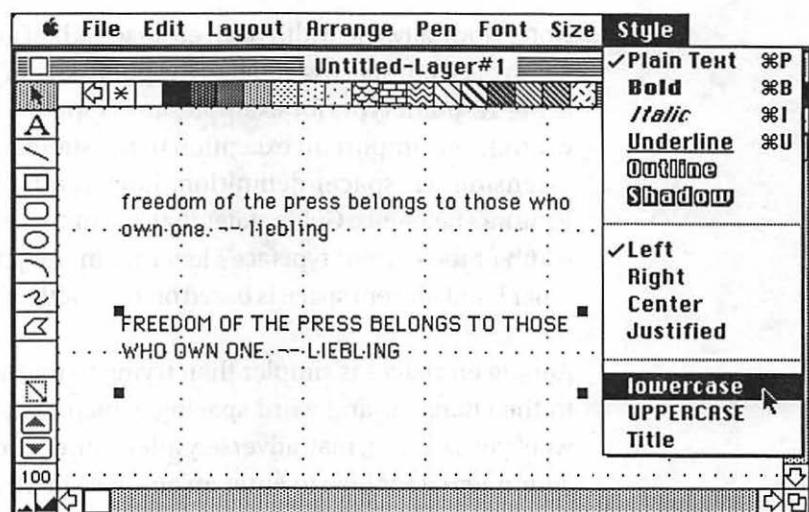 File Edit Layout Arrange Pen Font Size Style
Untitled-Layer#1
✓Plain Text ⌘P
Bold ⌘B
Italic ⌘I
Underline ⌘U
Outline
Shadow
✓Left
Right
Center
Justified
lowercase
UPPERCASE
Title
A
freedom of the press belongs to those who
own one. -- liebling
FREEDOM OF THE PRESS BELONGS TO THOSE
WHO OWN ONE. -- LIEBLING
100